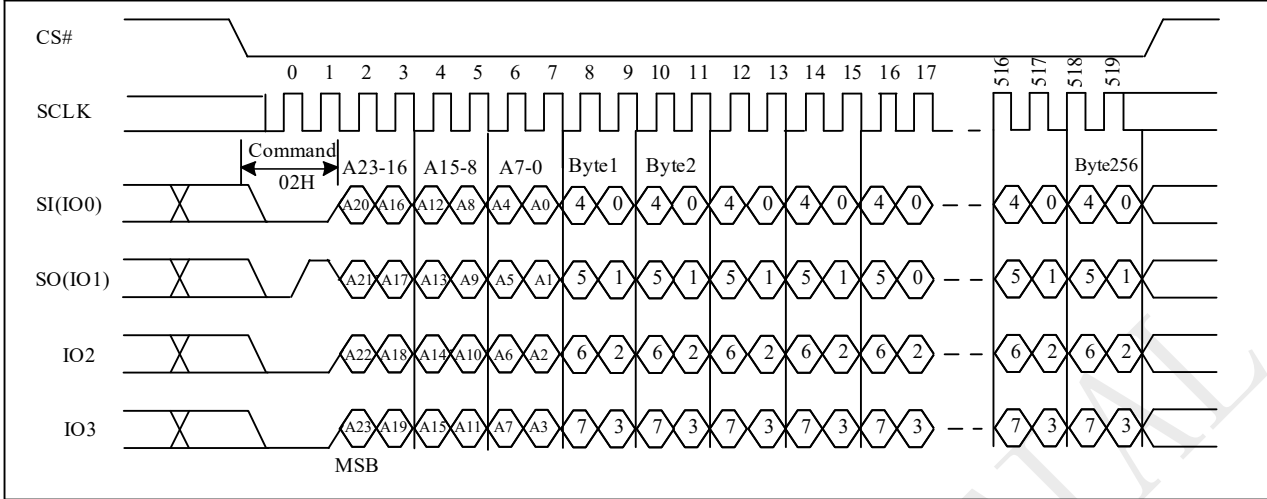 CS#
0 1 2 3 4 5 6 7 8 9 10 11 12 13 14 15 16 17 516 517 518 519
SCLK
Command
02H
A23-16 A15-8 A7-0 Byte1 Byte2 Byte256
SI(IO0) A20 A16 A12 A8 A4 A0 4 0 4 0 4 0 4 0 4 0 4 0 4 0
SO(IO1) A21 A17 A13 A9 A5 A1 5 1 5 1 5 1 5 1 5 0 5 1 5 1
IO2 A22 A18 A14 A10 A6 A2 6 2 6 2 6 2 6 2 6 2 6 2 6 2
IO3 A23 A19 A15 A11 A7 A3 7 3 7 3 7 3 7 3 7 3 7 3 7 3
MSB